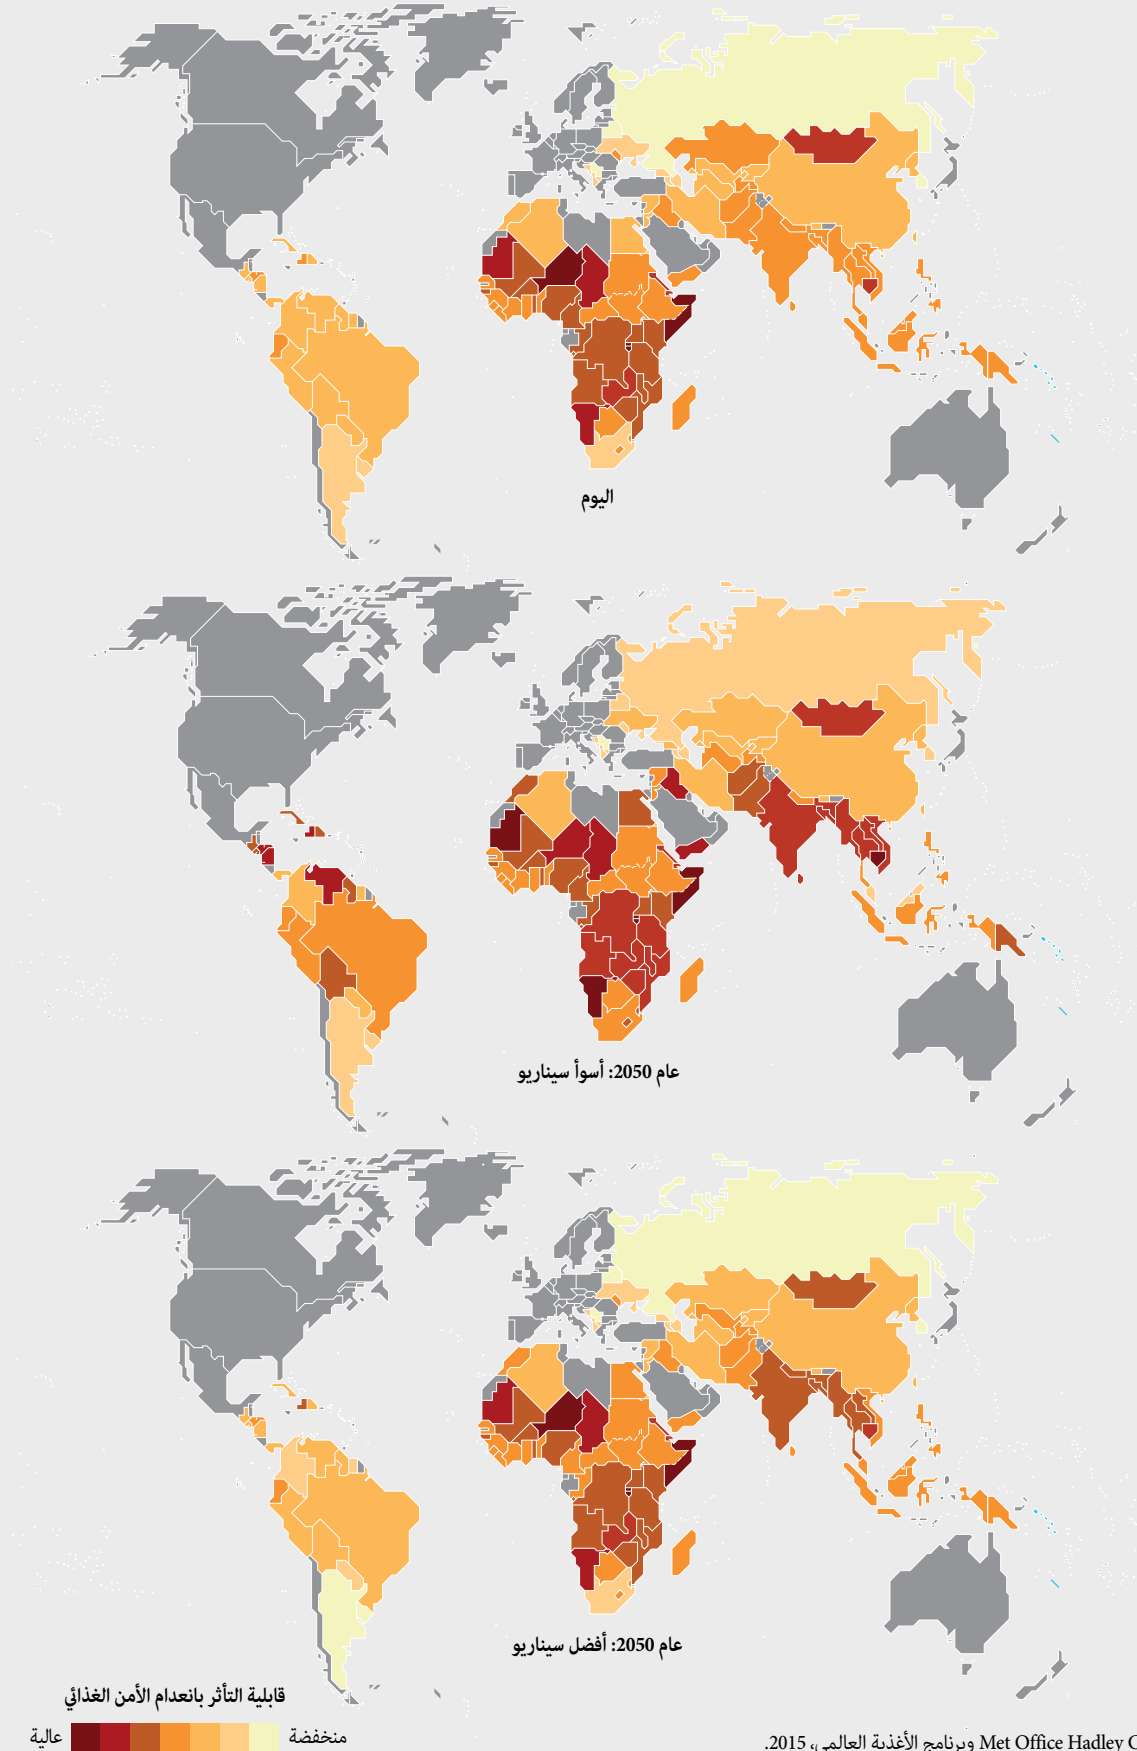 اليوم
عام 2050: أسوأ سيناريو
عام 2050: أفضل سيناريو
قابلية التأثر بانعدام الأمن الغذائي
منخفضة
عالية
Met Office Hadley وبرنامج الأغذية العالمي، 2015.